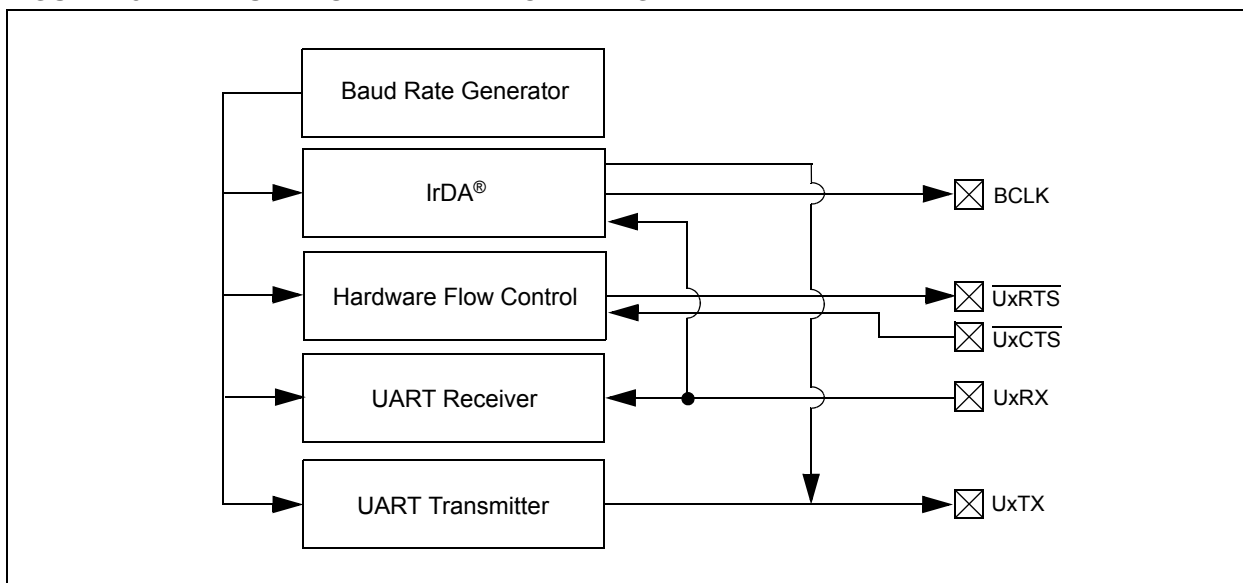 Baud Rate Generator
IrDA®
BCLK
Hardware Flow Control
UxRTS
UxCTS
UART Receiver
UxRX
UART Transmitter
UxTX